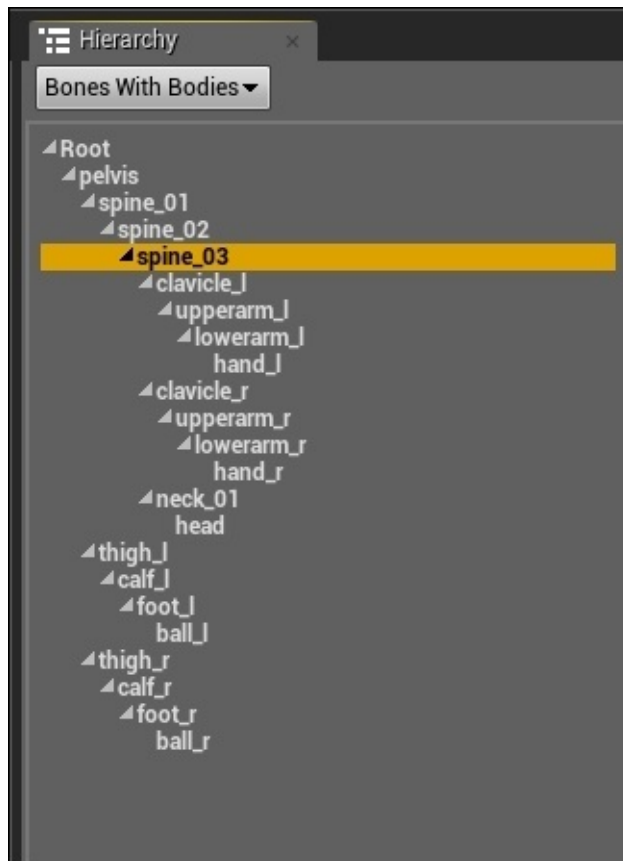 Hierarchy
Bones With Bodies
Root
pelvis
spine_01
spine_02
spine_03
clavicle_l
upperarm_l
lowerarm_l
hand_l
clavicle_r
upperarm_r
lowerarm_r
hand_r
neck_01
head
thigh_l
calf_l
foot_l
ball_l
thigh_r
calf_r
foot_r
ball_r